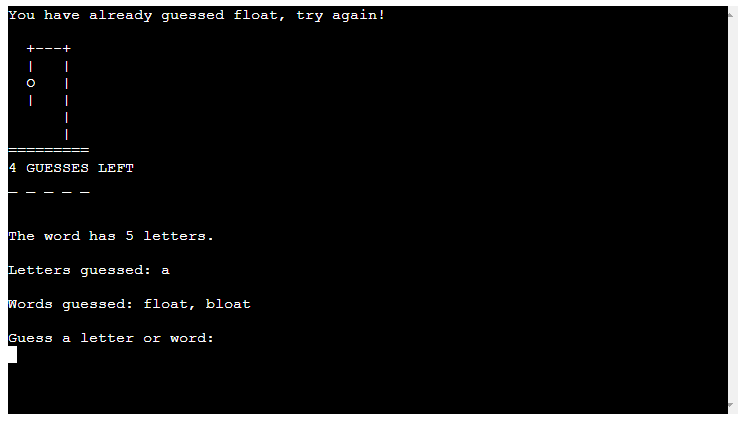 You have already guessed float, try again!
  +---+
  |   |
  O   |
  |   |
      |
      |
=========
4 GUESSES LEFT
_ _ _ _ _
The word has 5 letters.
Letters guessed: a
Words guessed: float, bloat
Guess a letter or word: